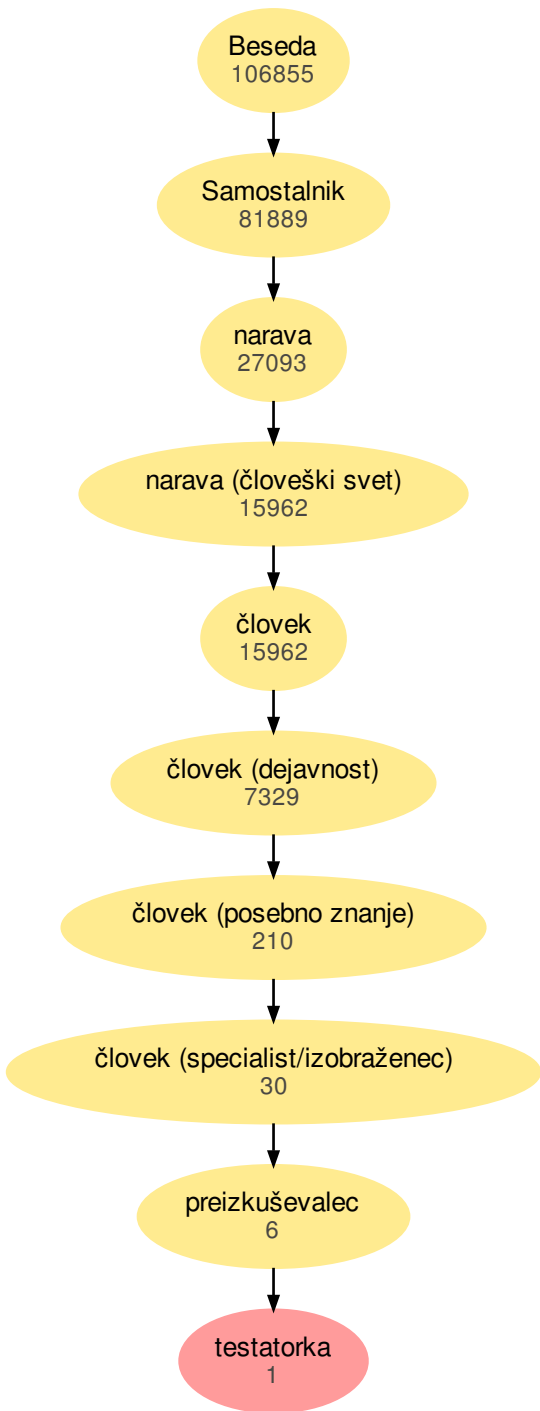 Beseda
106855
Samostalnik
81889
narava
27093
narava (človeški svet)
15962
človek
15962
človek (dejavnost)
7329
človek (posebno znanje)
210
človek (specialist/izobraženec)
30
preizkuševalec
6
testatorka
1